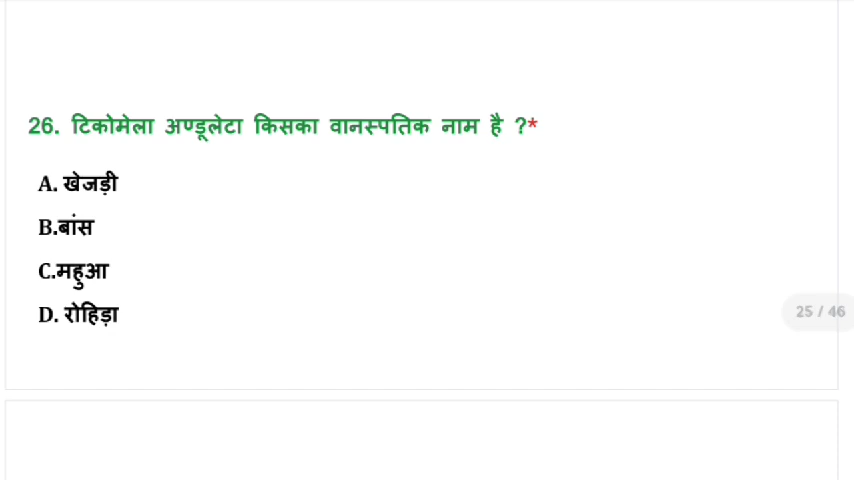 26. टिकोमेला अण्डूलेटा किसका वानस्पतिक नाम है ?*
A. खेजड़ी
B.बांस
C.महुआ
D. रोहिड़ा
25 / 46